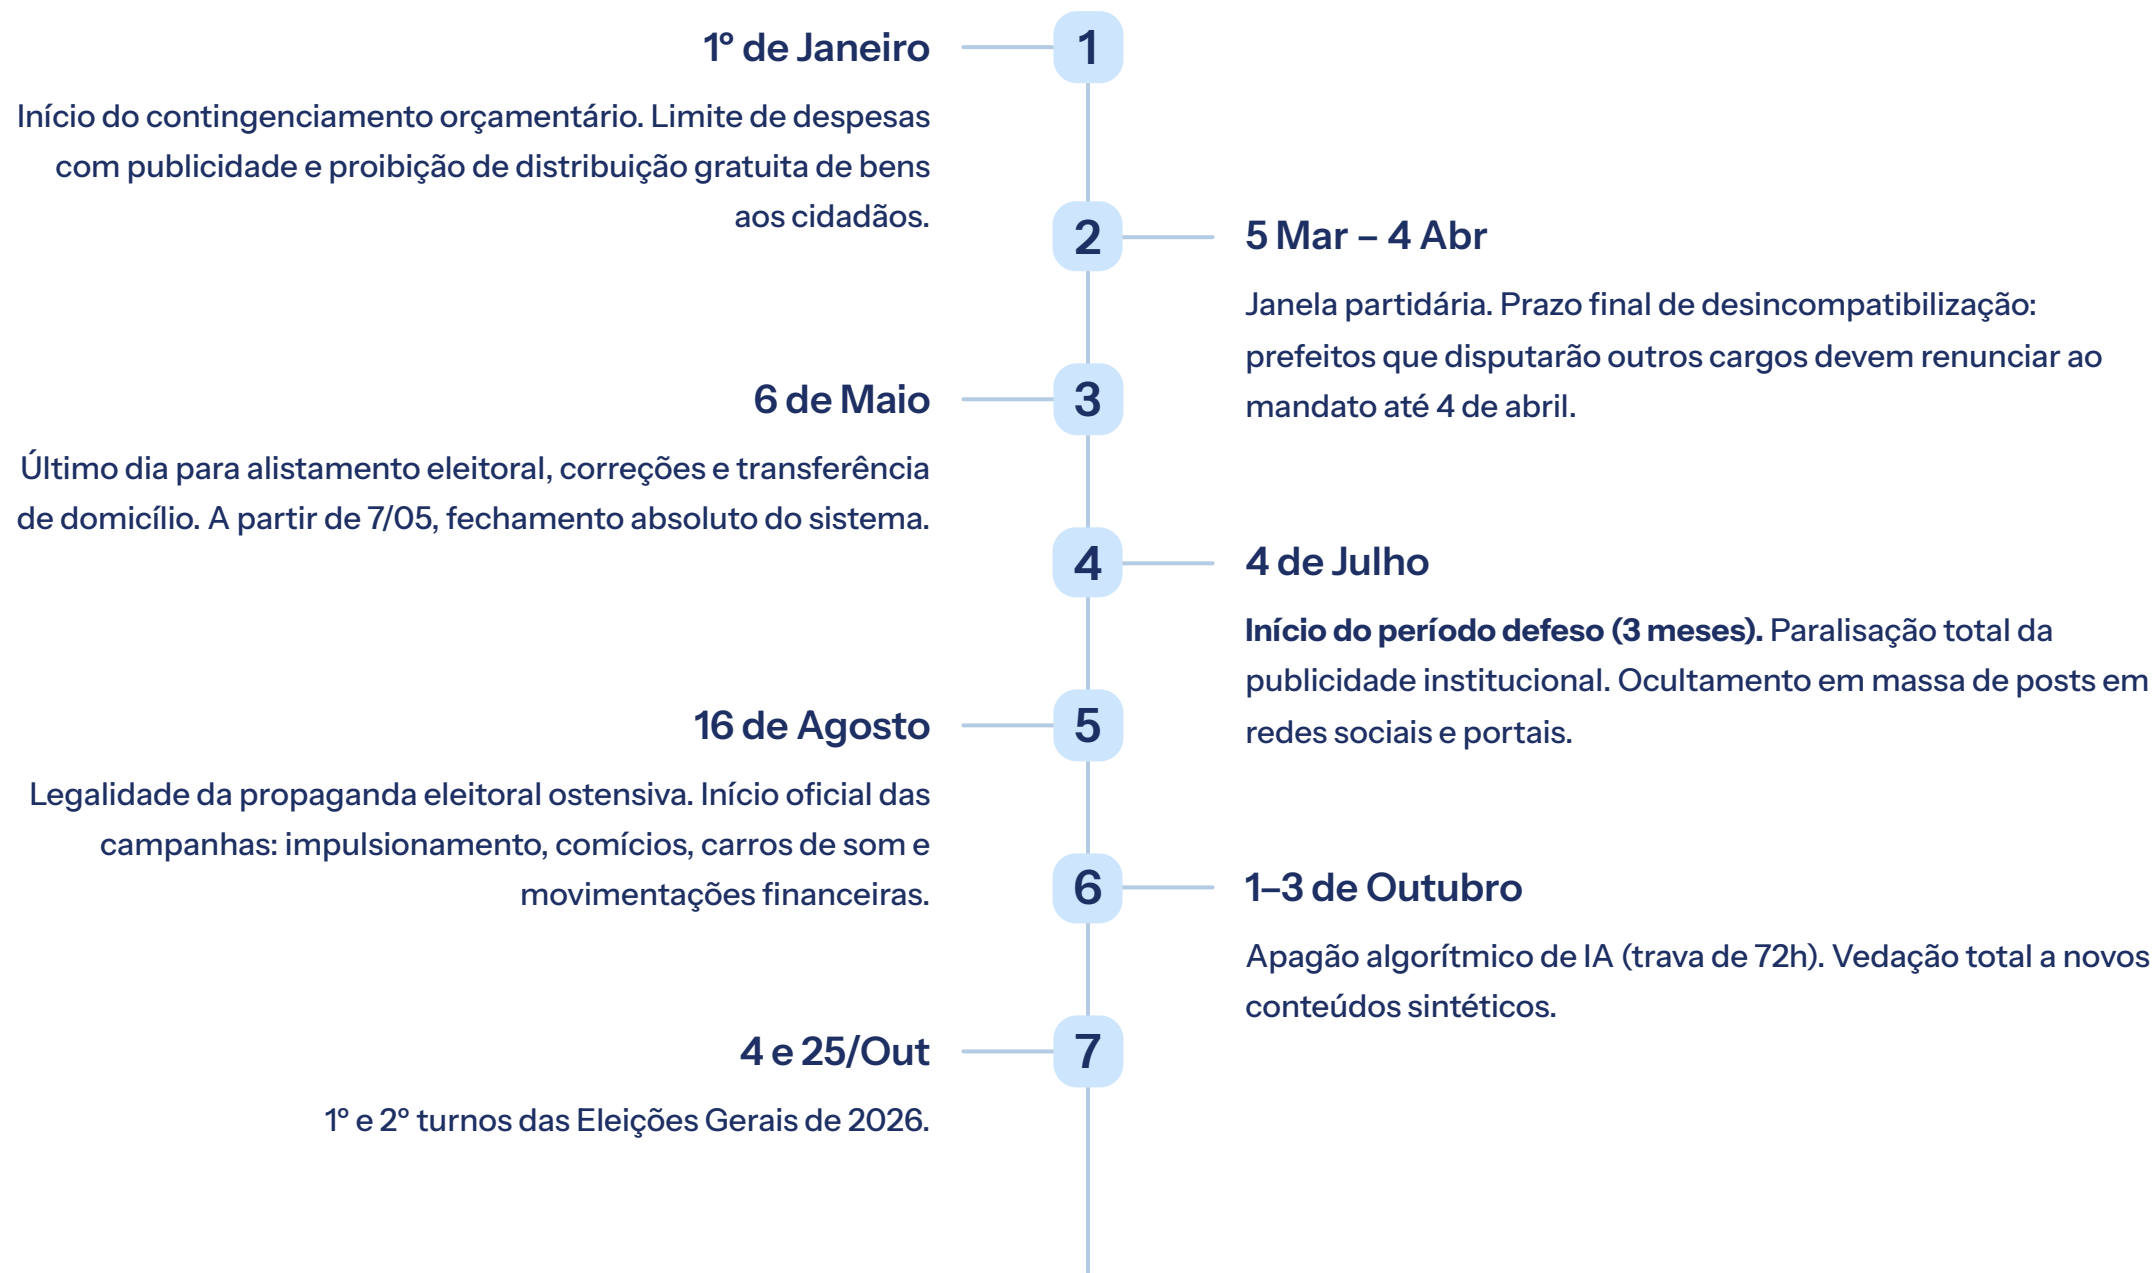 1º de Janeiro
1
Início do contingenciamento orçamentário. Limite de despesas
com publicidade e proibição de distribuição gratuita de bens
aos cidadãos.
2
5 Mar – 4 Abr
Janela partidária. Prazo final de desincompatibilização:
prefeitos que disputarão outros cargos devem renunciar ao
mandato até 4 de abril.
6 de Maio
3
Último dia para alistamento eleitoral, correções e transferência
de domicílio. A partir de 7/05, fechamento absoluto do sistema.
4
4 de Julho
Início do período defeso (3 meses). Paralisação total da
publicidade institucional. Ocultamento em massa de posts em
redes sociais e portais.
16 de Agosto
5
Legalidade da propaganda eleitoral ostensiva. Início oficial das
campanhas: impulsionamento, comícios, carros de som e
movimentações financeiras.
6
1–3 de Outubro
Apagão algorítmico de IA (trava de 72h). Vedação total a novos
conteúdos sintéticos.
4 e 25/Out
7
1º e 2º turnos das Eleições Gerais de 2026.